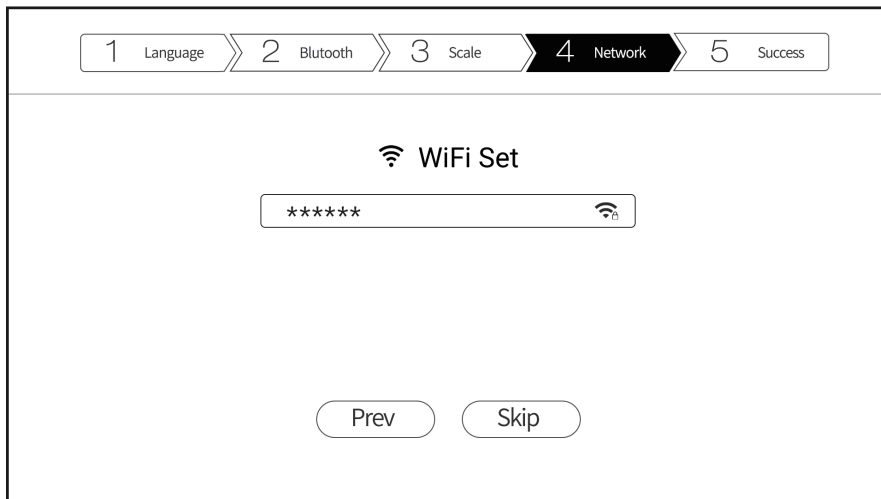 1 Language 2 Blutooth 3 Scale 4 Network 5 Success
WiFi Set
******
Prev Skip